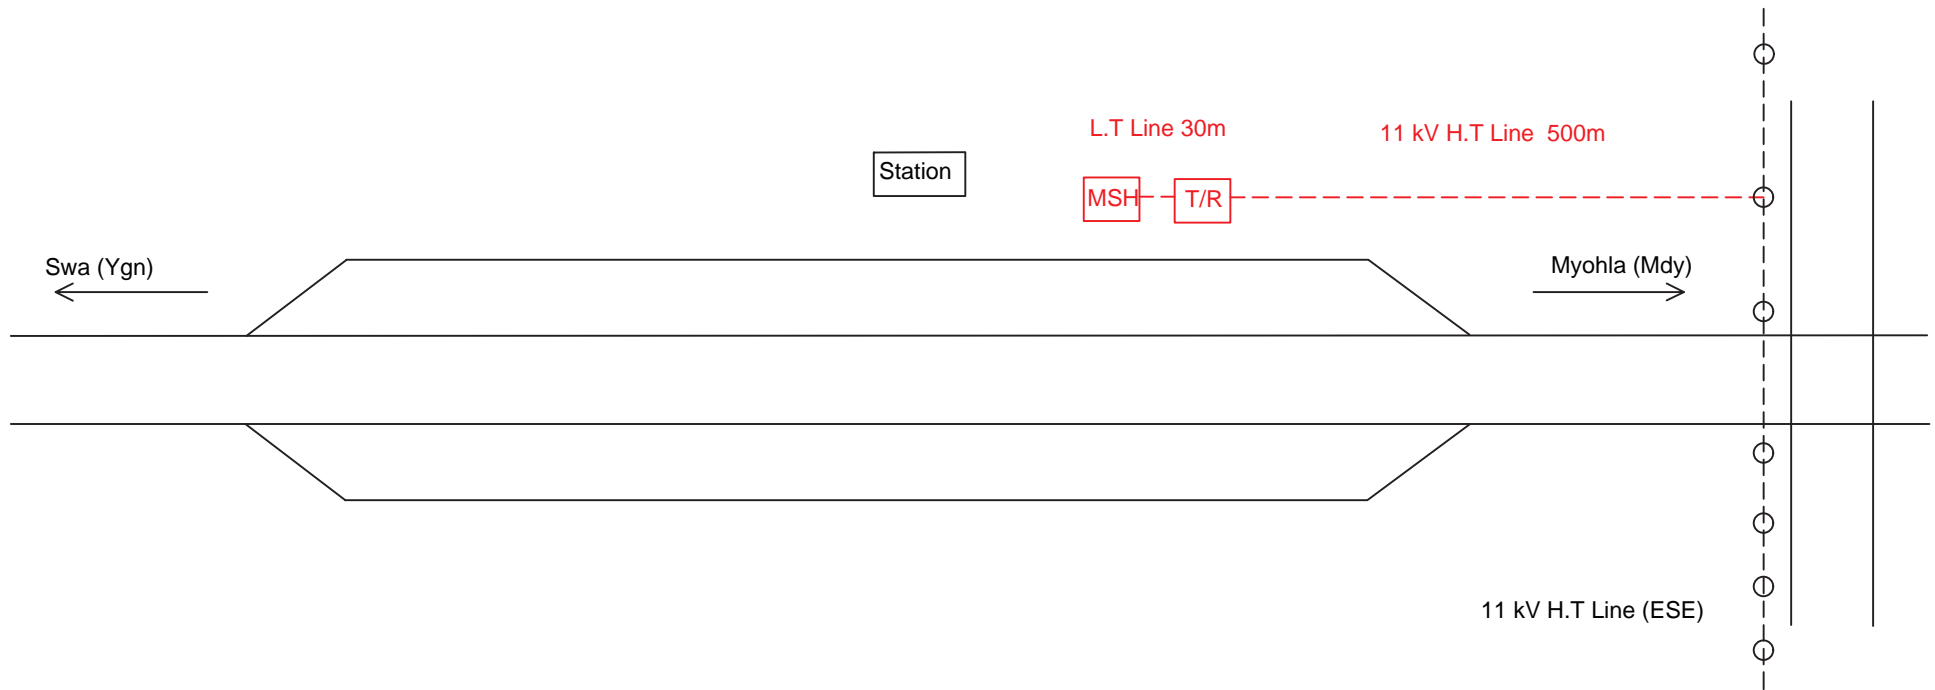 L.T Line 30m
11 kV H.T Line  500m
Station
MSH
T/R
Swa (Ygn)
Myohla (Mdy)
11 kV H.T Line (ESE)